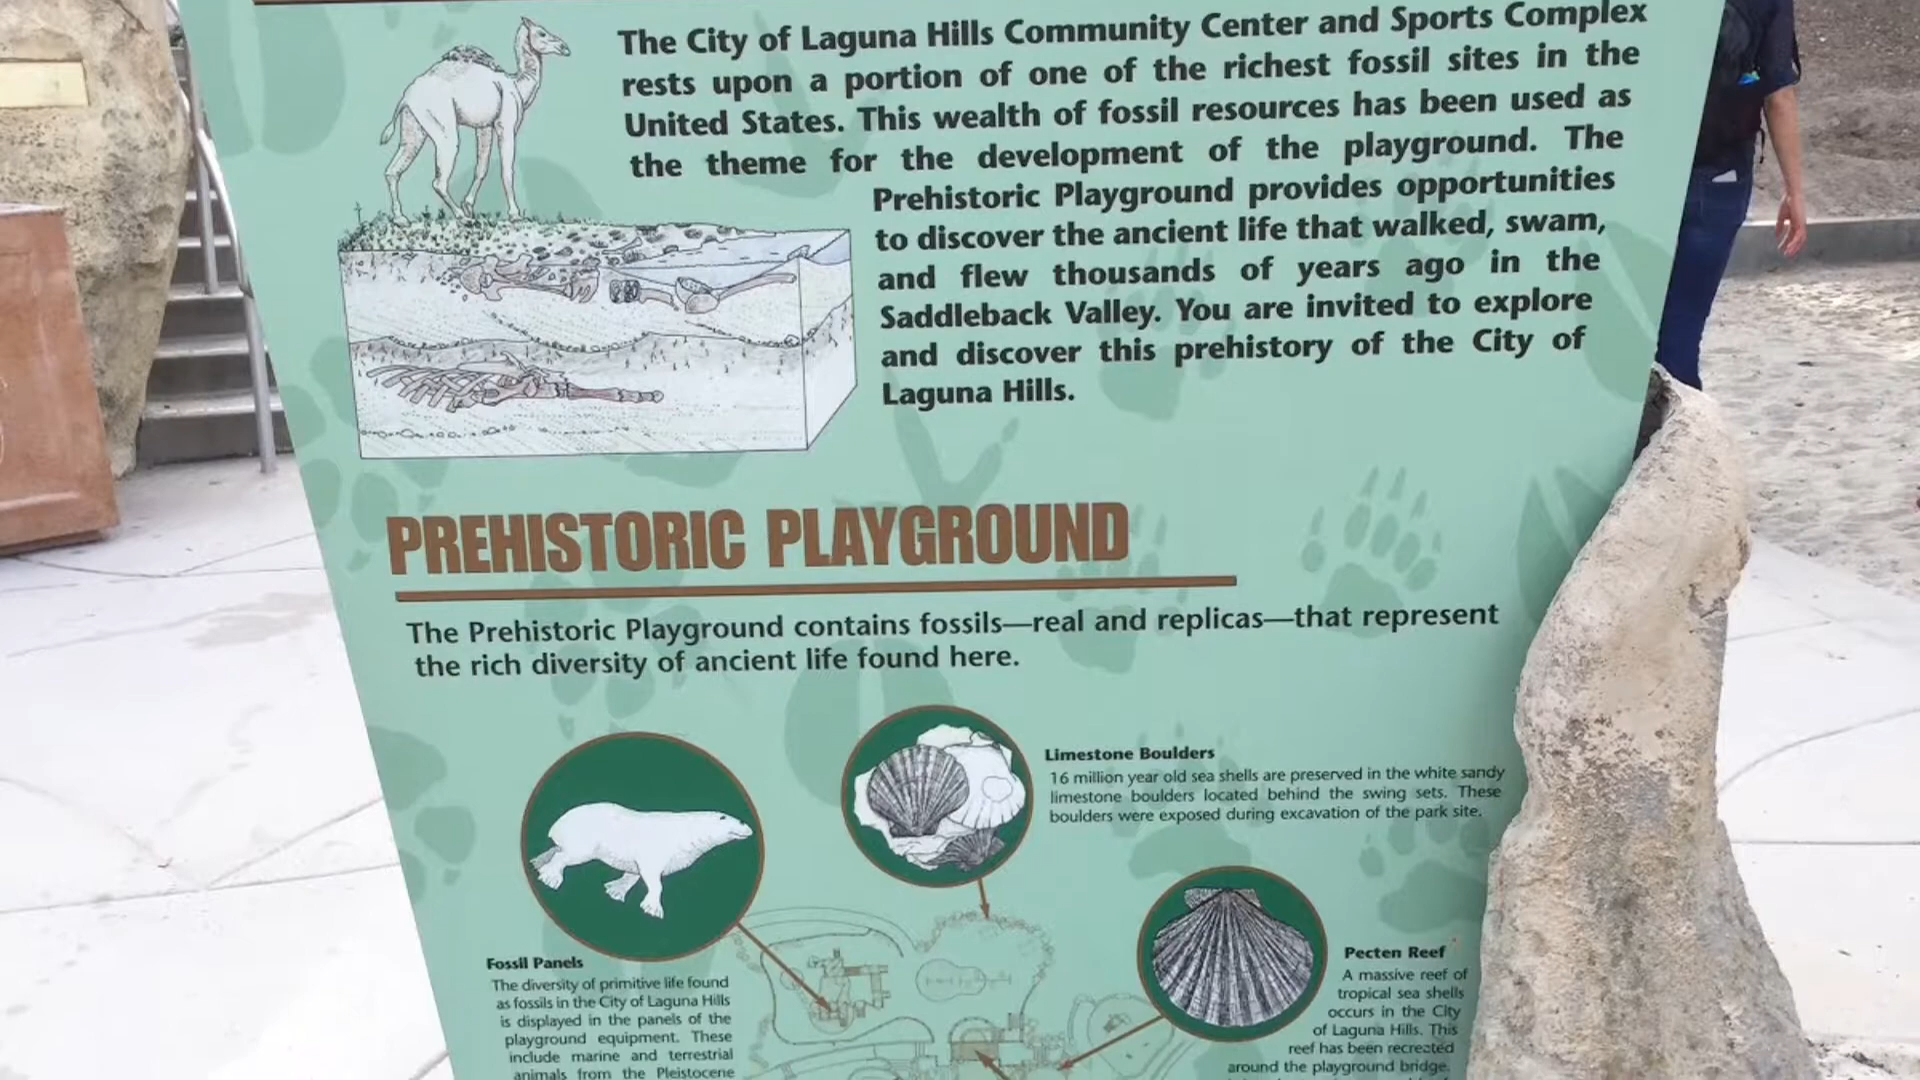 The City of Laguna Hills Community Center and Sports Complex
rests upon a portion of one of the richest fossil sites in the
United States. This wealth of fossil resources has been used as
the theme for the development of the playground. The
Prehistoric Playground provides opportunities
to discover the ancient life that walked, swam,
and flew thousands of years ago in the
Saddleback Valley. You are invited to explore
and discover this prehistory of the City of
Laguna Hills.
PREHISTORIC PLAYGROUND
The Prehistoric Playground contains fossils—real and replicas—that represent
the rich diversity of ancient life found here.
Limestone Boulders
16 million year old sea shells are preserved in the white sandy
limestone boulders located behind the swing sets. These
boulders were exposed during excavation of the park site.
Fossil Panels
The diversity of primitive life found
as fossils in the City of Laguna Hills
is displayed in the panels of the
playground equipment. These
include marine and terrestrial
animals from the Pleistocene
Pecten Reef
A massive reef of
tropical sea shells
occurs in the City
of Laguna Hills. This
reef has been recreated
around the playground bridge.